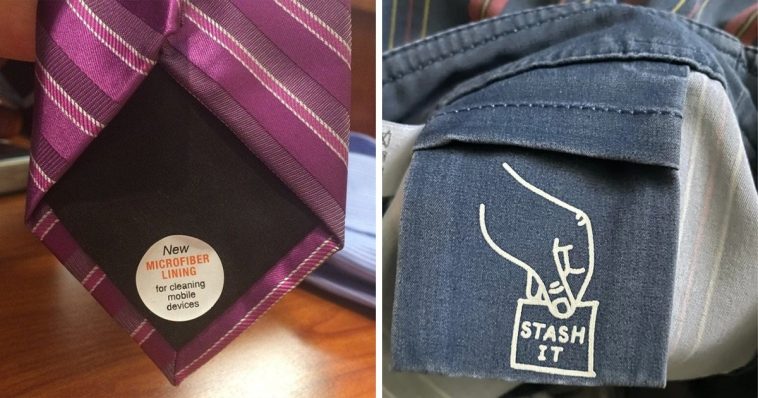 New
MICROFIBER
LINING
for cleaning
mobile
devices
STASH
IT